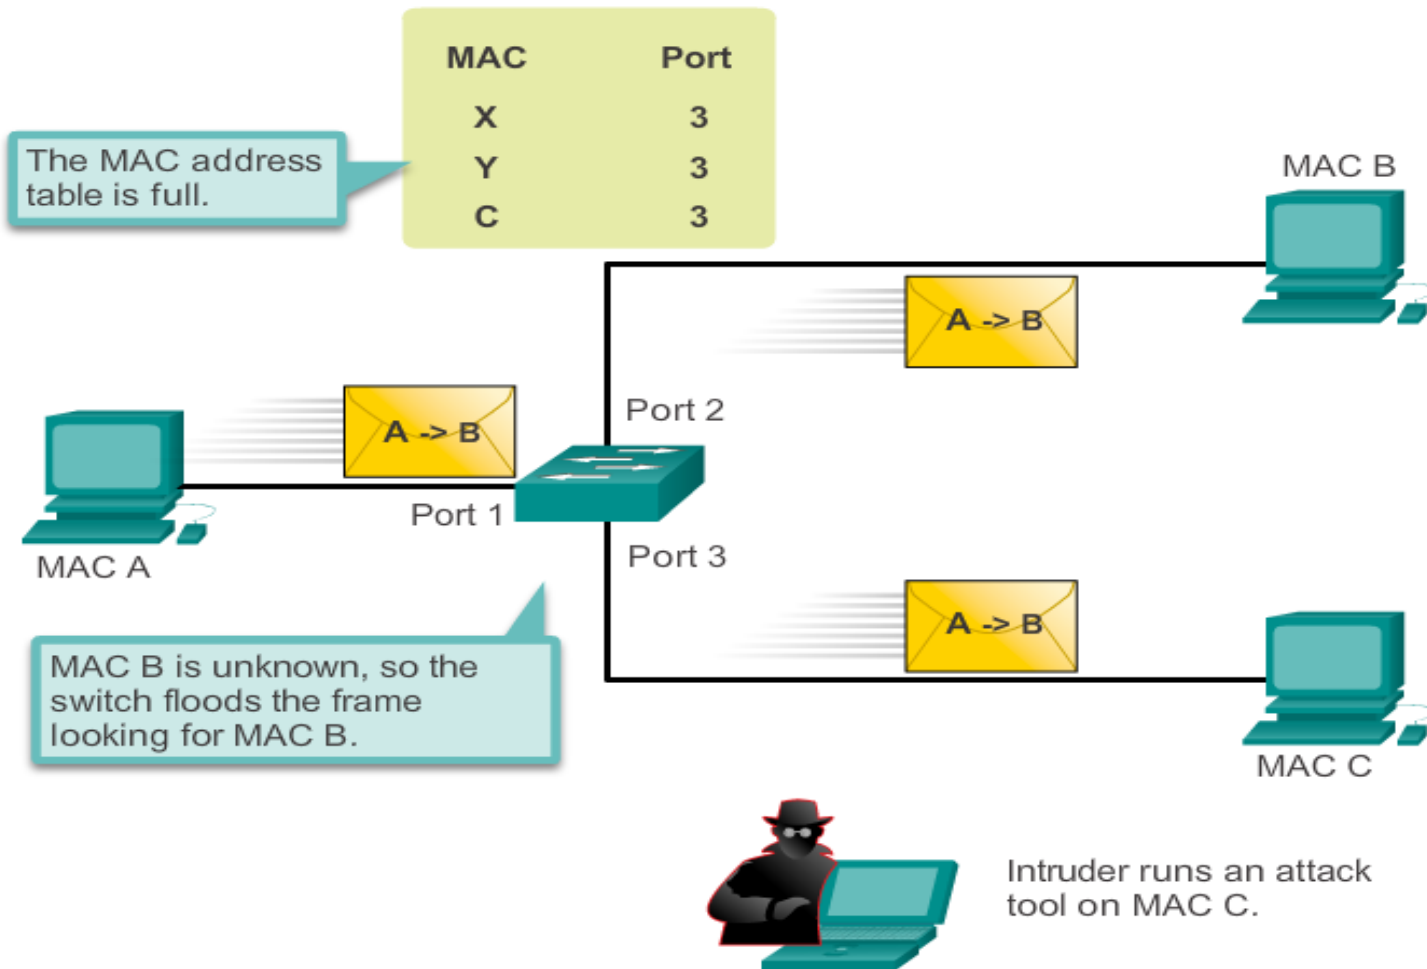 MAC Port
X 3
Y 3
C 3
The MAC address
table is full.
MAC B
A -> B
Port 2
A -> B
Port 1
MAC A
Port 3
A -> B
MAC B is unknown, so the
switch floods the frame
looking for MAC B.
MAC C
Intruder runs an attack
tool on MAC C.